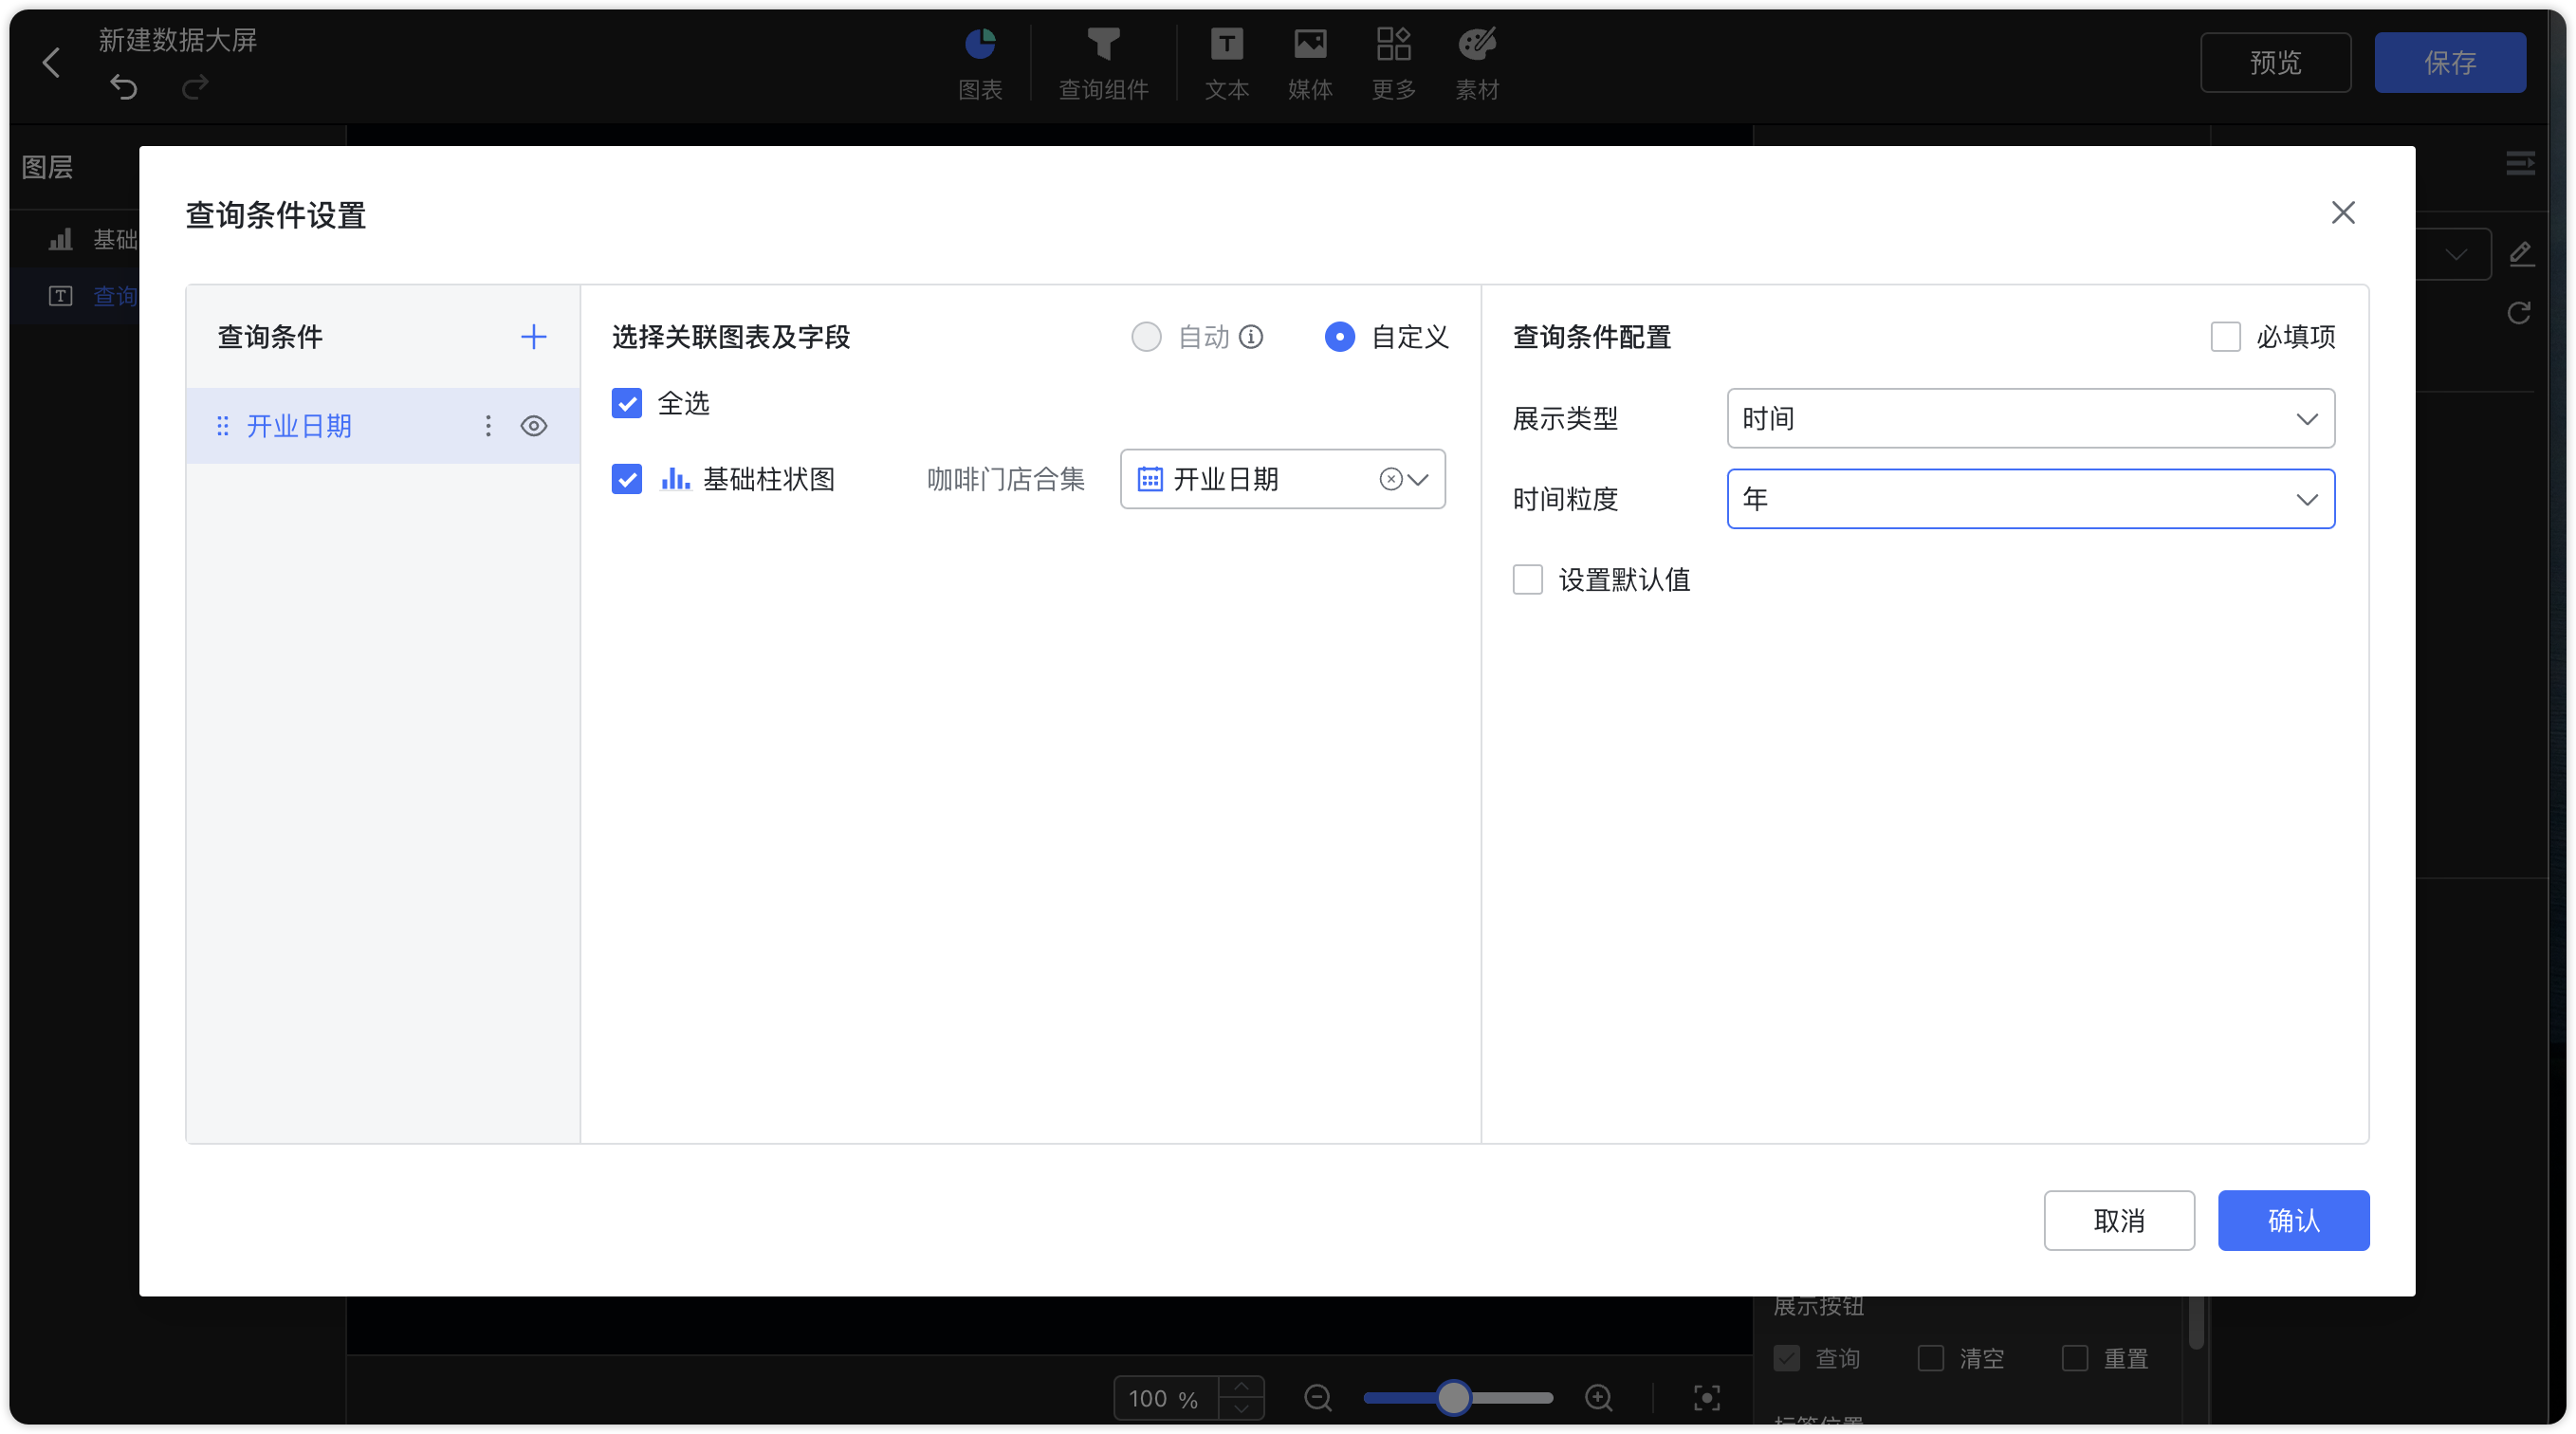 新建数据大屏
图表
查询组件
文本
媒体
更多
素材
预览
保存
图层
基础
查询
查询条件设置
查询条件
开业日期
选择关联图表及字段
自动
自定义
全选
基础柱状图
咖啡门店合集
开业日期
查询条件配置
必填项
展示类型
时间
时间粒度
年
设置默认值
取消
确认
展示按钮
查询
清空
重置
100 %